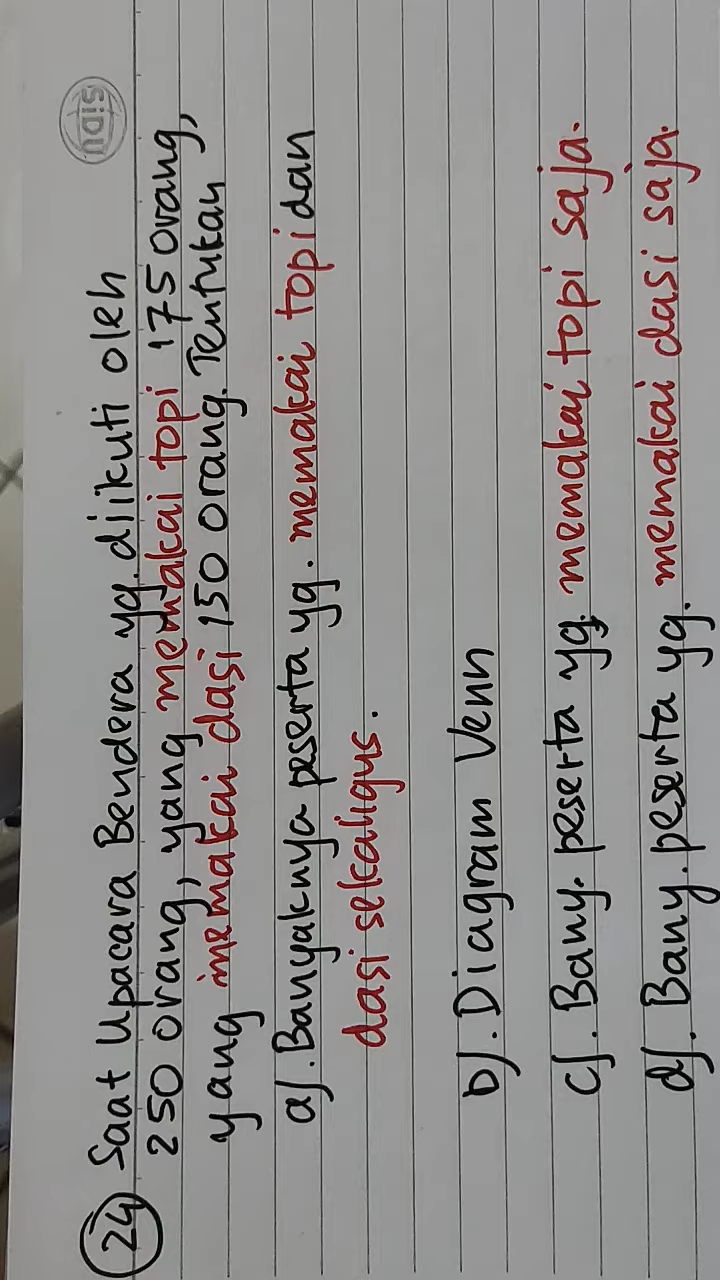 SiDU
24 Saat Upacara Bendera yg. diikuti oleh
250 orang, yang memakai topi 175 orang,
yang memakai dasi 150 orang. Tentukan
a). Banyaknya peserta yg. memakai topi dan
dasi sekaligus.
b). Diagram Venn
c). Bany. peserta yg. memakai topi saja.
d). Bany. peserta yg. memakai dasi saja.